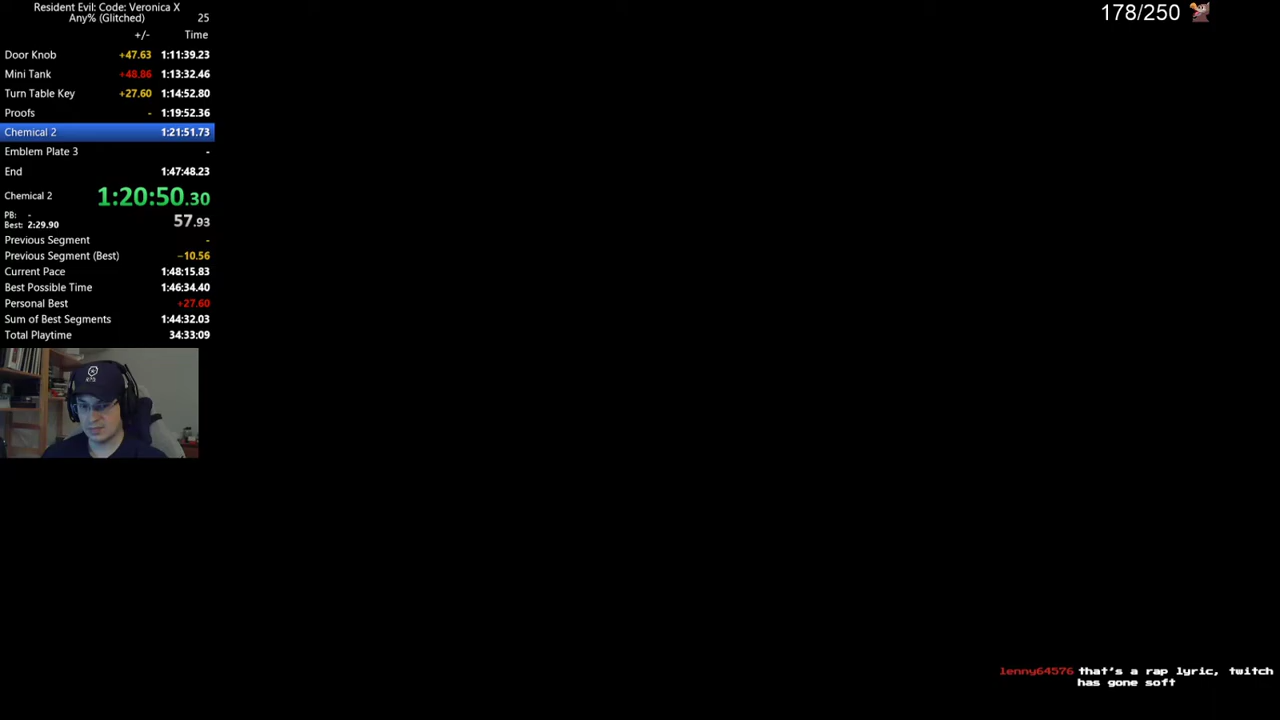 Resident Evil: Code: Veronica X
Any% (Glitched) 25
+/- Time
Door Knob +47.63 1:11:39.23
Mini Tank +48.86 1:13:32.46
Turn Table Key +27.60 1:14:52.80
Proofs - 1:19:52.36
Chemical 2 1:21:51.73
Emblem Plate 3 -
End 1:47:48.23
Chemical 2 1:20:50.30
PB: -
Best: 2:29.90 57.93
Previous Segment -
Previous Segment (Best) −10.56
Current Pace 1:48:15.83
Best Possible Time 1:46:34.40
Personal Best +27.60
Sum of Best Segments 1:44:32.03
Total Playtime 34:33:09
178/250
lenny64576 that's a rap lyric, twitch
has gone soft